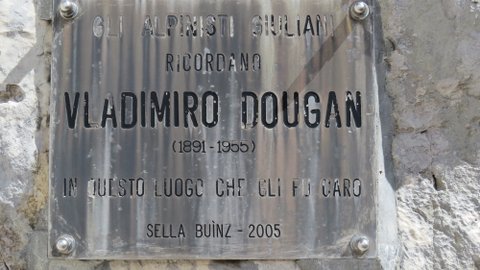 GLI ALPINISTI GIULIANI
RICORDANO
VLADIMIRO DOUGAN
(1891-1955)
IN QUESTO LUOGO CHE GLI FU CARO
SELLA BUÌNZ - 2005